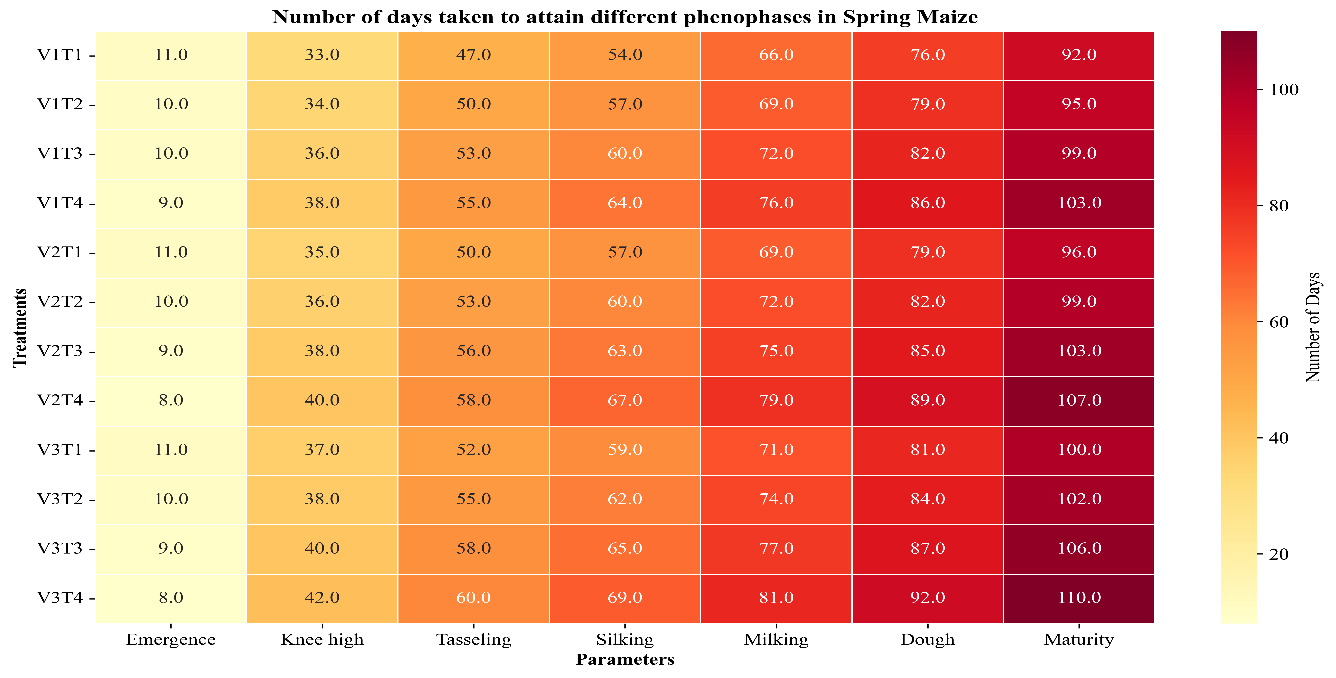 Number of days taken to attain different phenophases in Spring Maize
V1T1 11.0 33.0 47.0 54.0 66.0 76.0 92.0
V1T2 10.0 34.0 50.0 57.0 69.0 79.0 95.0
V1T3 10.0 36.0 53.0 60.0 72.0 82.0 99.0
V1T4 9.0 38.0 55.0 64.0 76.0 86.0 103.0
V2T1 11.0 35.0 50.0 57.0 69.0 79.0 96.0
V2T2 10.0 36.0 53.0 60.0 72.0 82.0 99.0
V2T3 9.0 38.0 56.0 63.0 75.0 85.0 103.0
V2T4 8.0 40.0 58.0 67.0 79.0 89.0 107.0
V3T1 11.0 37.0 52.0 59.0 71.0 81.0 100.0
V3T2 10.0 38.0 55.0 62.0 74.0 84.0 102.0
V3T3 9.0 40.0 58.0 65.0 77.0 87.0 106.0
V3T4 8.0 42.0 60.0 69.0 81.0 92.0 110.0
Emergence Knee high Tasseling Silking Milking Dough Maturity
Parameters
Treatments
100
80
60
40
20
Number of Days